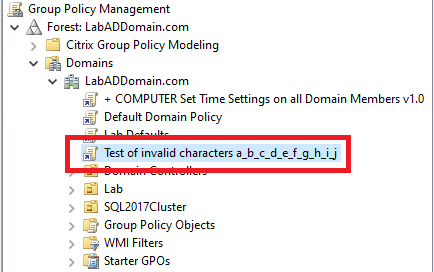 Group Policy Management
Forest: LabADDomain.com
Citrix Group Policy Modeling
Domains
LabADDomain.com
+ COMPUTER Set Time Settings on all Domain Members v1.0
Default Domain Policy
Lab Defaults
Test of invalid characters a_b_c_d_e_f_g_h_i_j
Domain Controllers
Lab
SQL2017Cluster
Group Policy Objects
WMI Filters
Starter GPOs